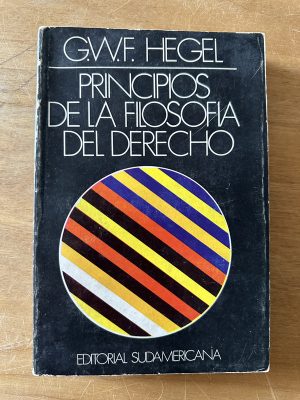 G.W.F. HEGEL
PRINCIPIOS
DE LA FILOSOFIA
DEL DERECHO
EDITORIAL SUDAMERICANA